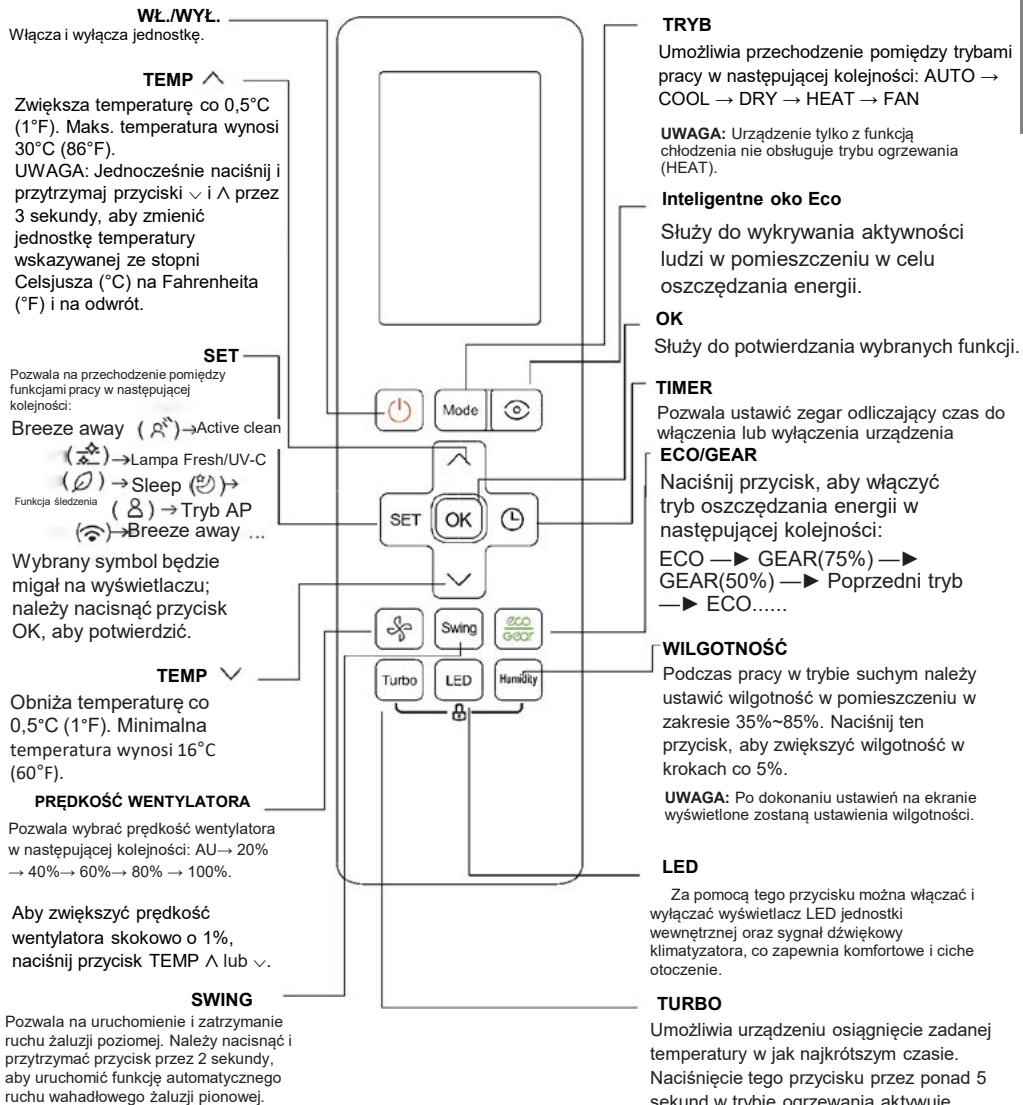 WŁ./WYŁ.
Włącza i wyłącza jednostkę.
TEMP ∧
Zwiększa temperaturę co 0,5°C
(1°F). Maks. temperatura wynosi
30°C (86°F).
UWAGA: Jednocześnie naciśnij i
przytrzymaj przyciski ∨ i ∧ przez
3 sekundy, aby zmienić
jednostkę temperatury
wskazywanej ze stopni
Celsjusza (°C) na Fahrenheita
(°F) i na odwrót.
SET
Pozwala na przechodzenie pomiędzy
funkcjami pracy w następującej
kolejności:
Breeze away ( ) →Active clean
( ) →Lampa Fresh/UV-C
( ) → Sleep ( ) →
Funkcja śledzenia ( ) → Tryb AP
( ) →Breeze away ...
Wybrany symbol będzie
migał na wyświetlaczu;
należy nacisnąć przycisk
OK, aby potwierdzić.
TEMP ∨
Obniża temperaturę co
0,5°C (1°F). Minimalna
temperatura wynosi 16°C
(60°F).
PRĘDKOŚĆ WENTYLATORA
Pozwala wybrać prędkość wentylatora
w następującej kolejności: AU→ 20%
→ 40%→ 60%→ 80% → 100%.
Aby zwiększyć prędkość
wentylatora skokowo o 1%,
naciśnij przycisk TEMP ∧ lub ∨.
SWING
Pozwala na uruchomienie i zatrzymanie
ruchu żaluzji poziomej. Należy nacisnąć i
przytrzymać przycisk przez 2 sekundy,
aby uruchomić funkcję automatycznego
ruchu wahadłowego żaluzji pionowej.
Mode
SET
OK
Swing
eco
Gear
Turbo
LED
Humidity
TRYB
Umożliwia przechodzenie pomiędzy trybami
pracy w następującej kolejności: AUTO →
COOL → DRY → HEAT → FAN
UWAGA: Urządzenie tylko z funkcją
chłodzenia nie obsługuje trybu ogrzewania
(HEAT).
Inteligentne oko Eco
Służy do wykrywania aktywności
ludzi w pomieszczeniu w celu
oszczędzania energii.
OK
Służy do potwierdzania wybranych funkcji.
TIMER
Pozwala ustawić zegar odliczający czas do
włączenia lub wyłączenia urządzenia
ECO/GEAR
Naciśnij przycisk, aby włączyć
tryb oszczędzania energii w
następującej kolejności:
ECO —► GEAR(75%) —►
GEAR(50%) —► Poprzedni tryb
—► ECO......
WILGOTNOŚĆ
Podczas pracy w trybie suchym należy
ustawić wilgotność w pomieszczeniu w
zakresie 35%~85%. Naciśnij ten
przycisk, aby zwiększyć wilgotność w
krokach co 5%.
UWAGA: Po dokonaniu ustawień na ekranie
wyświetlone zostaną ustawienia wilgotności.
LED
Za pomocą tego przycisku można włączać i
wyłączać wyświetlacz LED jednostki
wewnętrznej oraz sygnał dźwiękowy
klimatyzatora, co zapewnia komfortowe i ciche
otoczenie.
TURBO
Umożliwia urządzeniu osiągnięcie zadanej
temperatury w jak najkrótszym czasie.
Naciśnięcie tego przycisku przez ponad 5
sekund w trybie ogrzewania aktywuje